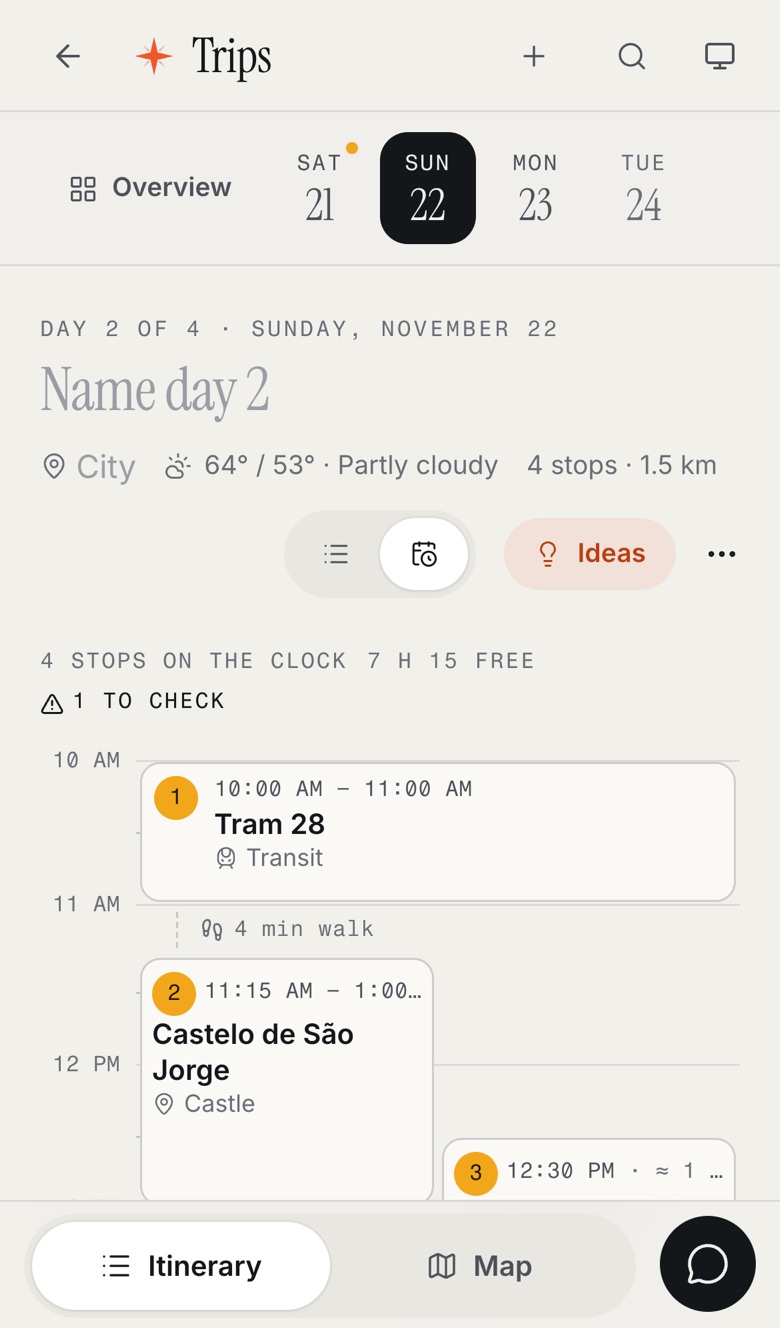 Trips
Overview
SAT
21
SUN
22
MON
23
TUE
24
DAY 2 OF 4 · SUNDAY, NOVEMBER 22
Name day 2
City 64° / 53° · Partly cloudy 4 stops · 1.5 km
Ideas
4 STOPS ON THE CLOCK 7 H 15 FREE
1 TO CHECK
10 AM
1 10:00 AM – 11:00 AM
Tram 28
Transit
11 AM
4 min walk
2 11:15 AM – 1:00…
Castelo de São
Jorge
Castle
12 PM
3 12:30 PM · ≈ 1 …
Itinerary
Map